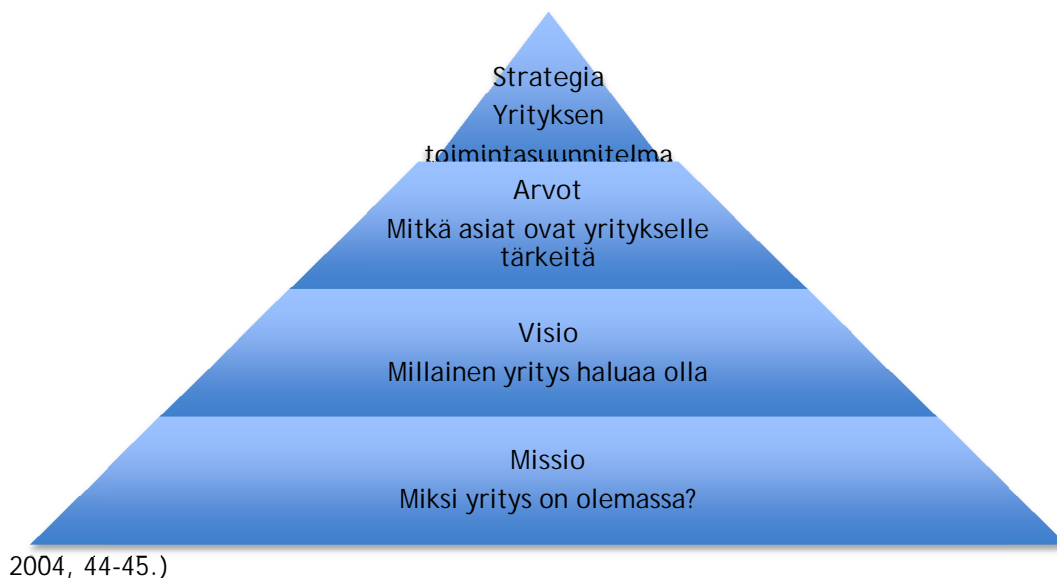 Strategia
Yrityksen
toimintasuunnitelma
Arvot
Mitkä asiat ovat yritykselle
tärkeitä
Visio
Millainen yritys haluaa olla
Missio
Miksi yritys on olemassa?
2004, 44-45.)